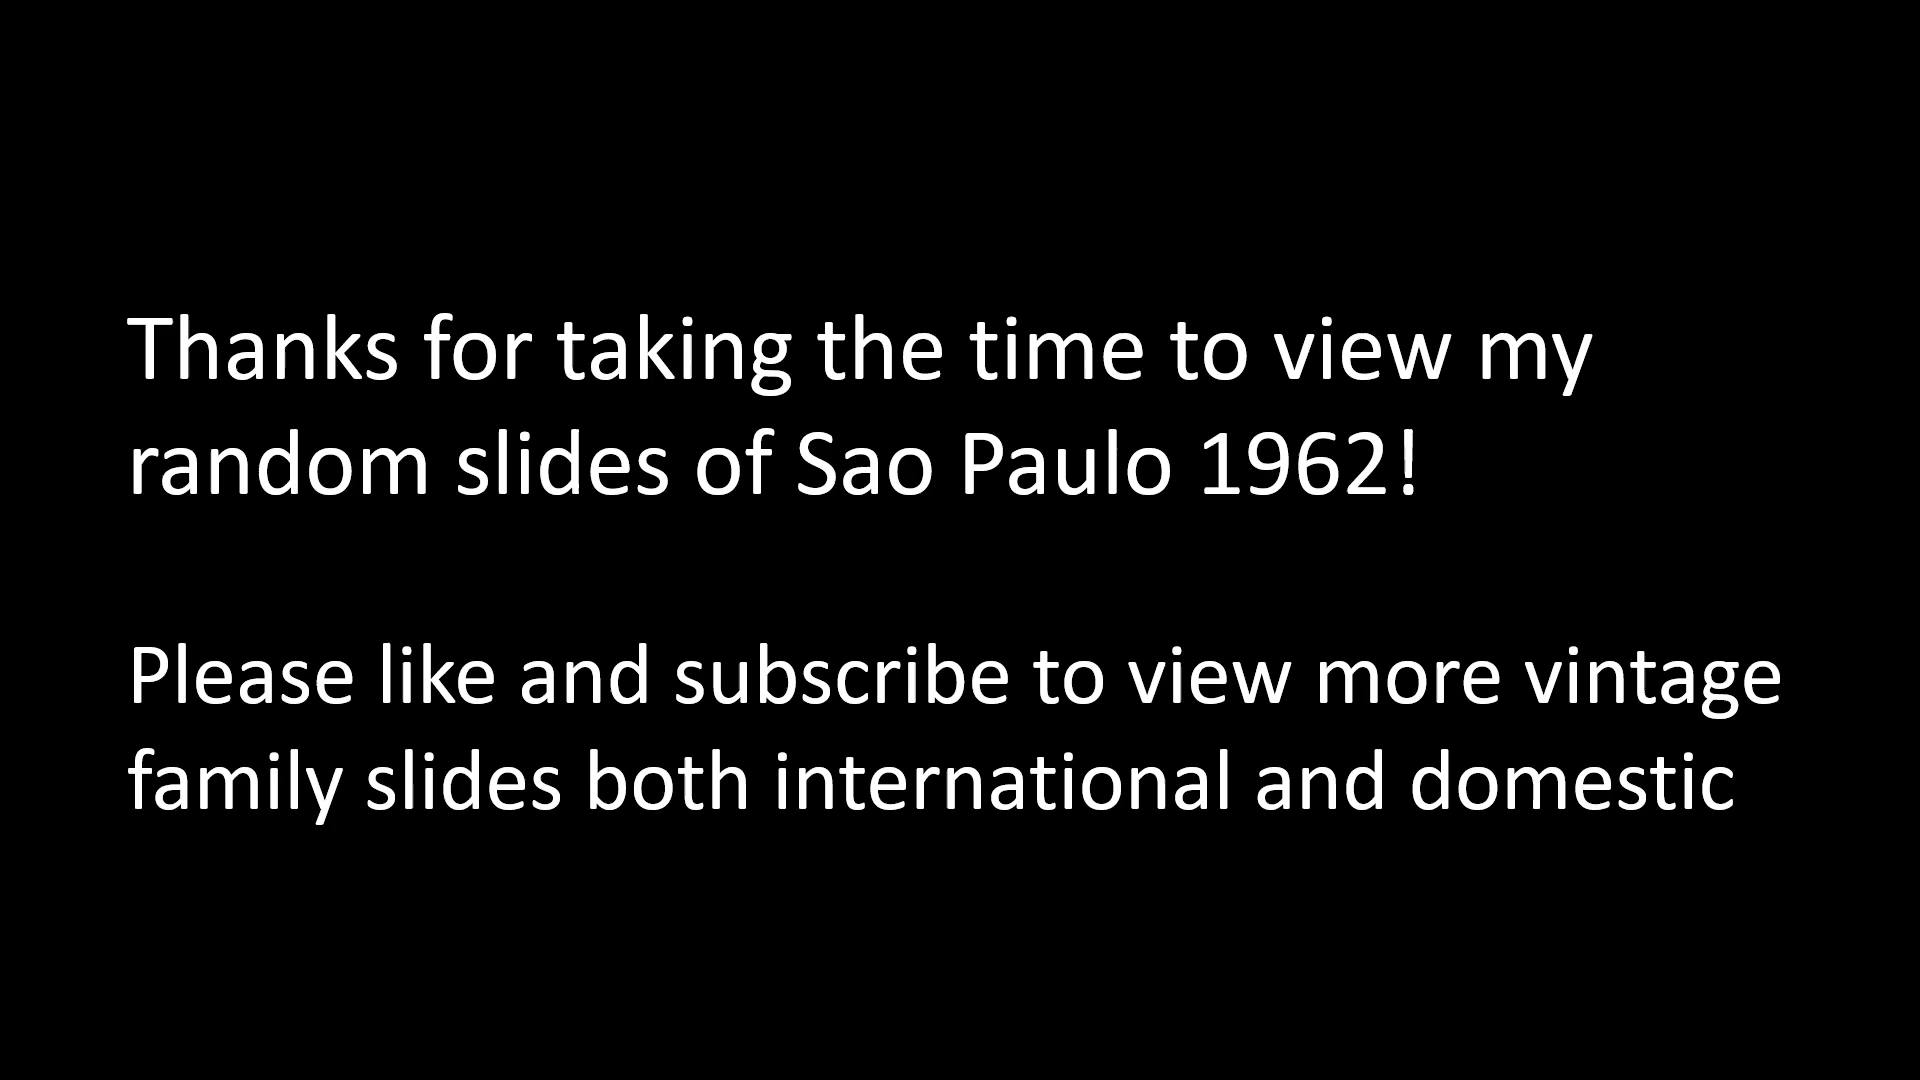 Thanks for taking the time to view my
random slides of Sao Paulo 1962!
Please like and subscribe to view more vintage
family slides both international and domestic